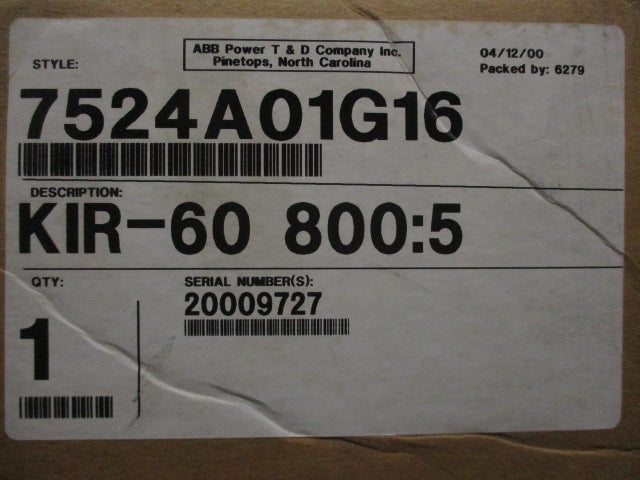 ABB Power T & D Company Inc.
Pinetops, North Carolina
04/12/00
Packed by: 6279
STYLE:
7524A01G16
DESCRIPTION:
KIR-60 800:5
QTY:
1
SERIAL NUMBER(S):
20009727